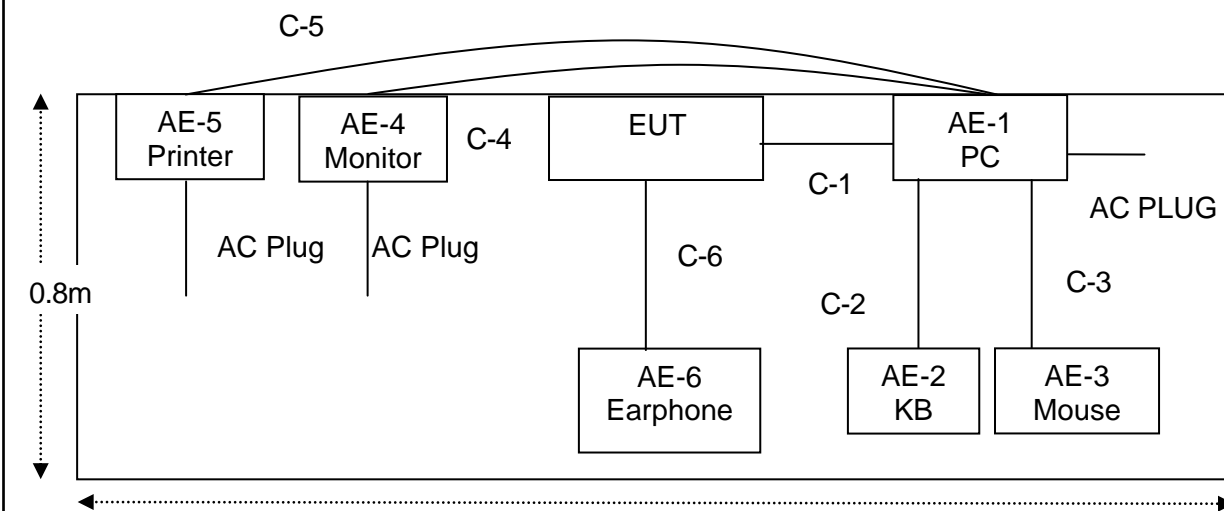 C-5
AE-5
Printer
AE-4
Monitor
C-4
EUT
C-1
AE-1
PC
AC PLUG
AC Plug
AC Plug
C-6
C-2
C-3
0.8m
AE-6
Earphone
AE-2
KB
AE-3
Mouse